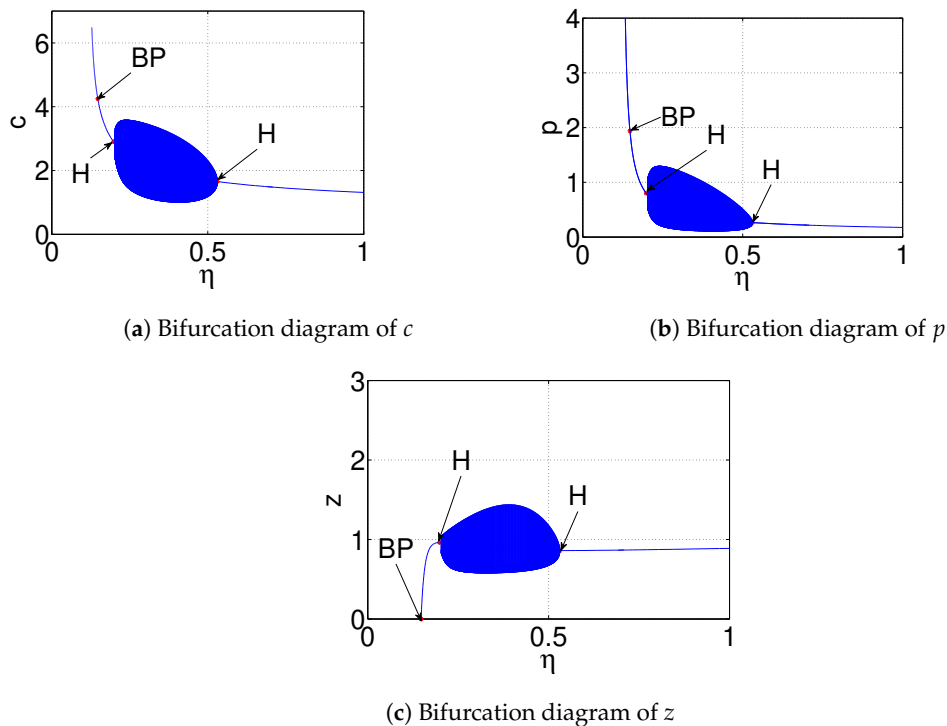 6
4
2
0
c
BP
H
H
0
0.5
1
η
(a) Bifurcation diagram of c
4
3
2
1
0
p
BP
H
H
0
0.5
1
η
(b) Bifurcation diagram of p
3
2
1
0
z
H
H
BP
0
0.5
1
η
(c) Bifurcation diagram of z